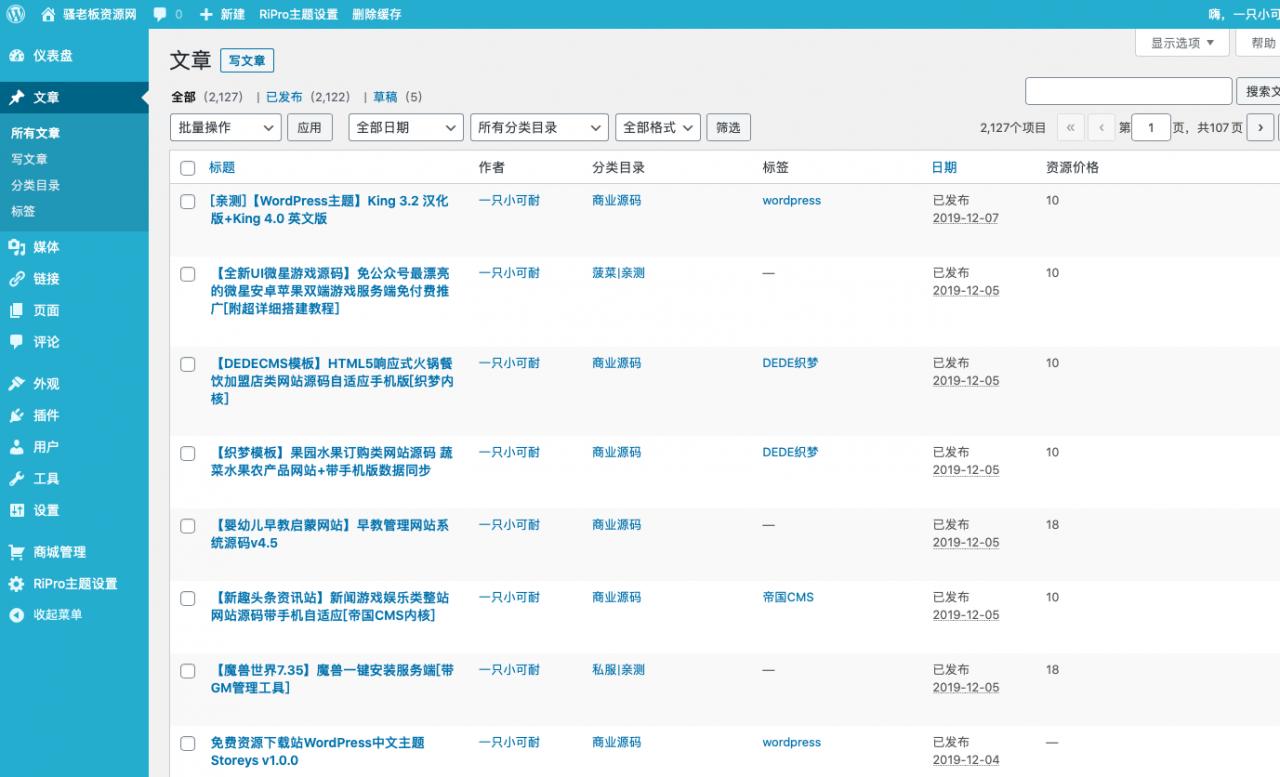 骚老板资源网 0 新建 RiPro主题设置 删除缓存 嗨，一只小可
仪表盘
文章
所有文章
写文章
分类目录
标签
媒体
链接
页面
评论
外观
插件
用户
工具
设置
商城管理
RiPro主题设置
收起菜单
显示选项 ▼ 帮助
文章 写文章
全部 (2,127) | 已发布 (2,122) | 草稿 (5)
搜索文
批量操作 应用 全部日期 所有分类目录 全部格式 筛选 2,127个项目 « ‹ 第 1 页，共107页 ›
标题 作者 分类目录 标签 日期 资源价格
[亲测]【WordPress主题】King 3.2 汉化 一只小可耐 商业源码 wordpress 已发布 10
版+King 4.0 英文版 2019-12-07
【全新UI微星游戏源码】免公众号最漂亮 一只小可耐 菠菜|亲测 — 已发布 10
的微星安卓苹果双端游戏服务端免付费推 2019-12-05
广[附超详细搭建教程]
【DEDECMS模板】HTML5响应式火锅餐 一只小可耐 商业源码 DEDE织梦 已发布 10
饮加盟店类网站源码自适应手机版[织梦内 2019-12-05
核]
【织梦模板】果园水果订购类网站源码 蔬 一只小可耐 商业源码 DEDE织梦 已发布 10
菜水果农产品网站+带手机版数据同步 2019-12-05
【婴幼儿早教启蒙网站】早教管理网站系 一只小可耐 商业源码 — 已发布 18
统源码v4.5 2019-12-05
【新趣头条资讯站】新闻游戏娱乐类整站 一只小可耐 商业源码 帝国CMS 已发布 10
网站源码带手机自适应[帝国CMS内核] 2019-12-05
【魔兽世界7.35】魔兽一键安装服务端[带 一只小可耐 私服|亲测 — 已发布 18
GM管理工具] 2019-12-05
免费资源下载站WordPress中文主题 一只小可耐 商业源码 wordpress 已发布 —
Storeys v1.0.0 2019-12-04